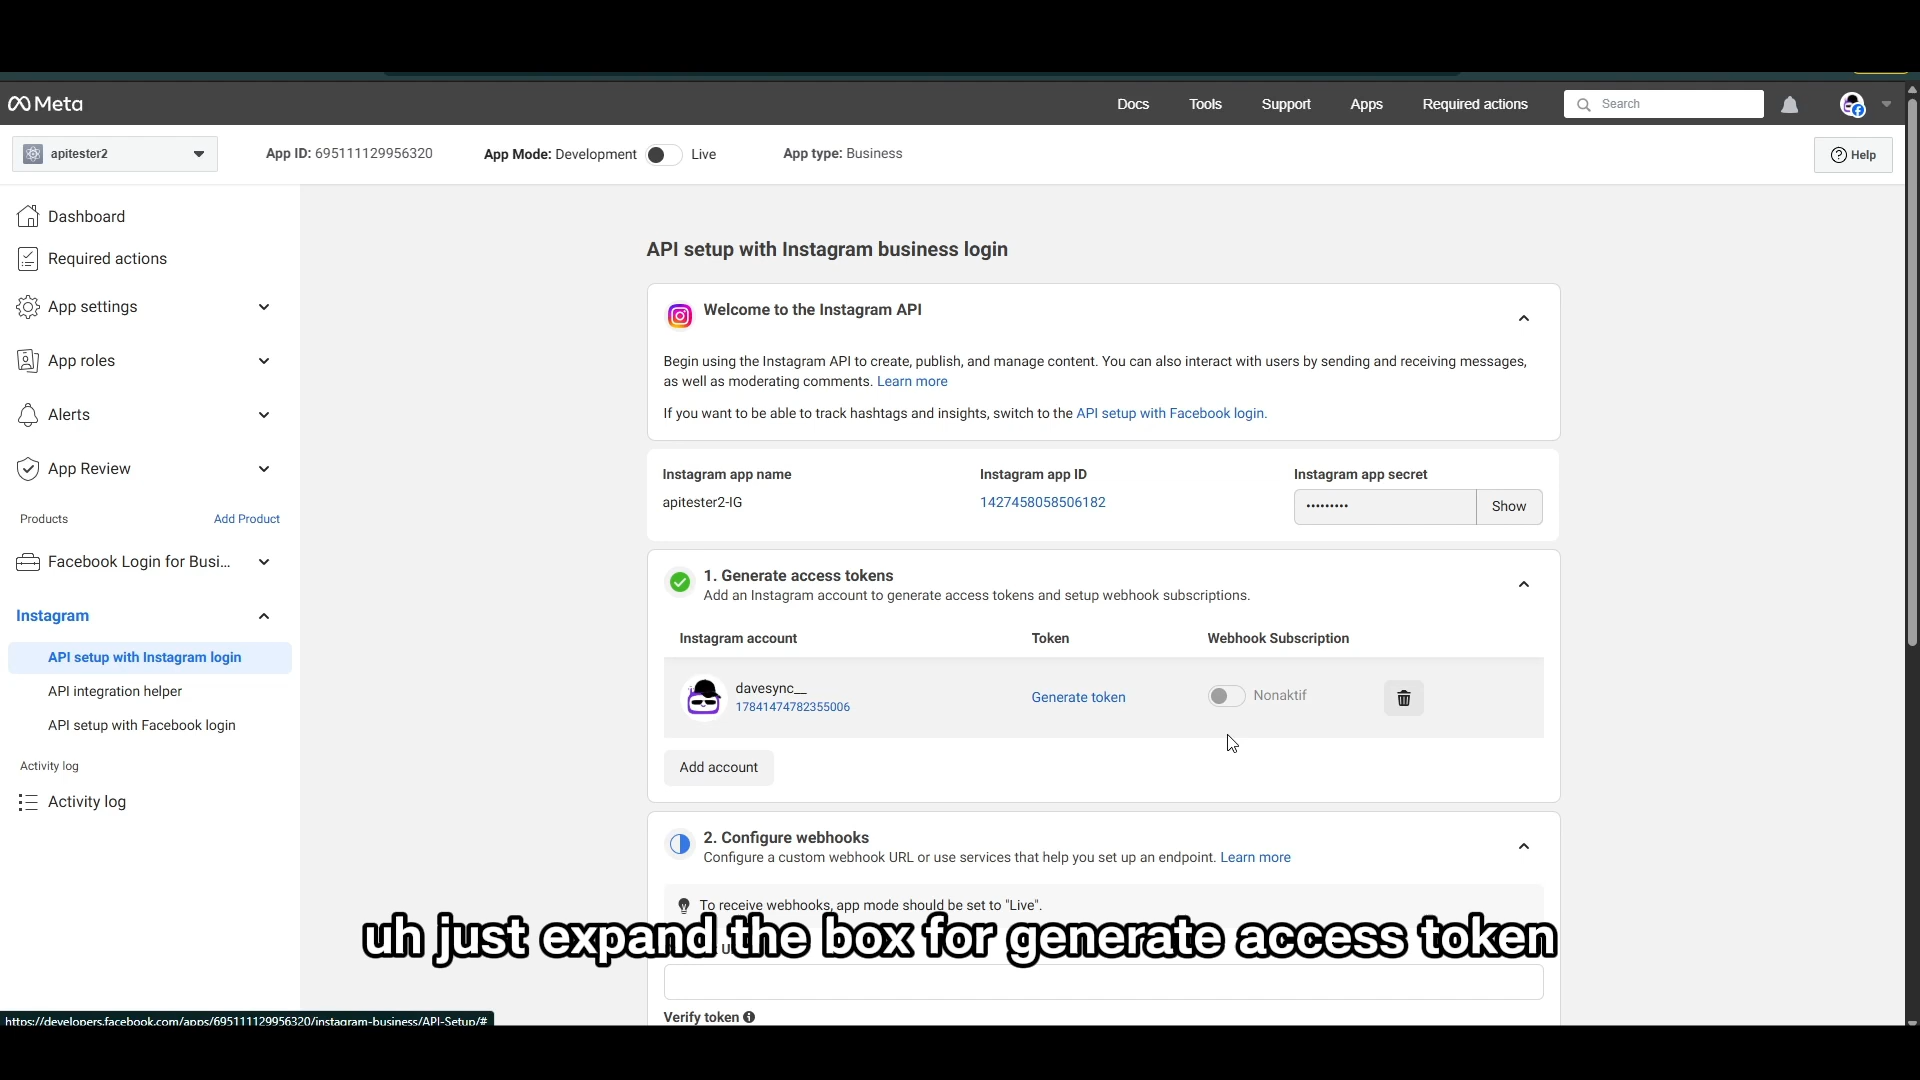 Meta
Docs
Tools
Support
Apps
Required actions
Search
apitester2
App ID: 695111129956320
App Mode: Development
Live
App type: Business
Help
Dashboard
Required actions
App settings
App roles
Alerts
App Review
Products
Add Product
Facebook Login for Busi...
Instagram
API setup with Instagram login
API integration helper
API setup with Facebook login
Activity log
Activity log
API setup with Instagram business login
Welcome to the Instagram API
Begin using the Instagram API to create, publish, and manage content. You can also interact with users by sending and receiving messages,
as well as moderating comments. Learn more
If you want to be able to track hashtags and insights, switch to the API setup with Facebook login.
Instagram app name
apitester2-IG
Instagram app ID
1427458058506182
Instagram app secret
•••••••••
Show
1. Generate access tokens
Add an Instagram account to generate access tokens and setup webhook subscriptions.
Instagram account
Token
Webhook Subscription
davesync__
17841474782355006
Generate token
Nonaktif
Add account
2. Configure webhooks
Configure a custom webhook URL or use services that help you set up an endpoint. Learn more
To receive webhooks, app mode should be set to "Live".
uh just expand the box for generate access token
Verify token
https://developers.facebook.com/apps/695111129956320/instagram-business/API-Setup/#